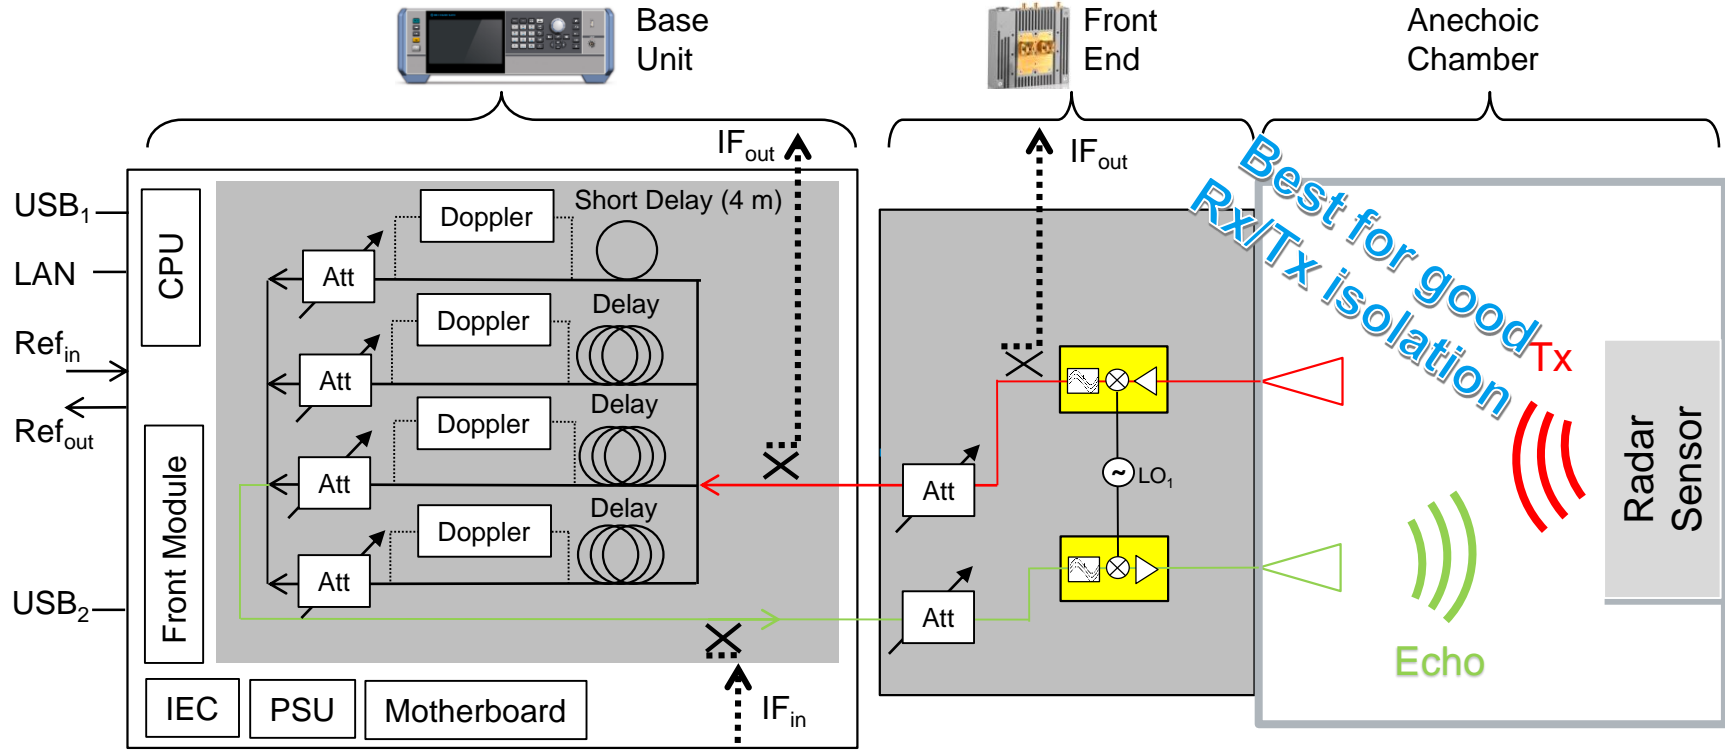 Base
Unit
Front
End
Anechoic
Chamber
IFout
IFout
USB1
LAN
Refin
Refout
USB2
CPU
Front Module
Doppler
Short Delay (4 m)
Att
Doppler
Delay
Att
Doppler
Delay
Att
Doppler
Delay
Att
IEC
PSU
Motherboard
IFin
Att
LO1
Att
Best for good
Rx/Tx isolation
Tx
Echo
Radar
Sensor